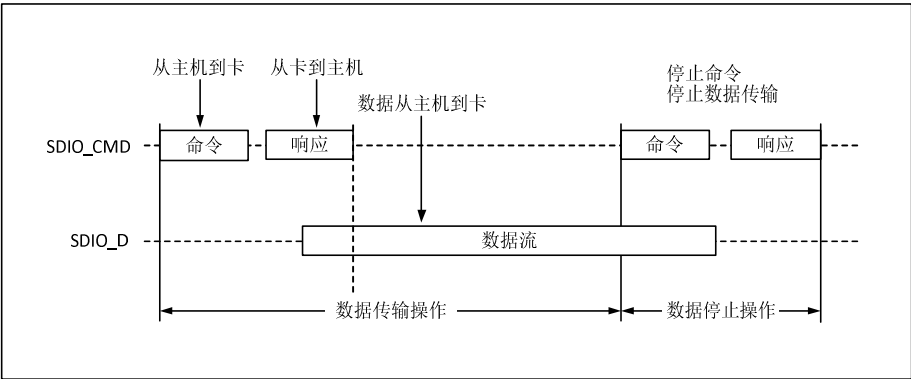 从主机到卡
从卡到主机
停止命令
停止数据传输
数据从主机到卡
SDIO_CMD
命令
响应
命令
响应
SDIO_D
数据流
数据传输操作
数据停止操作